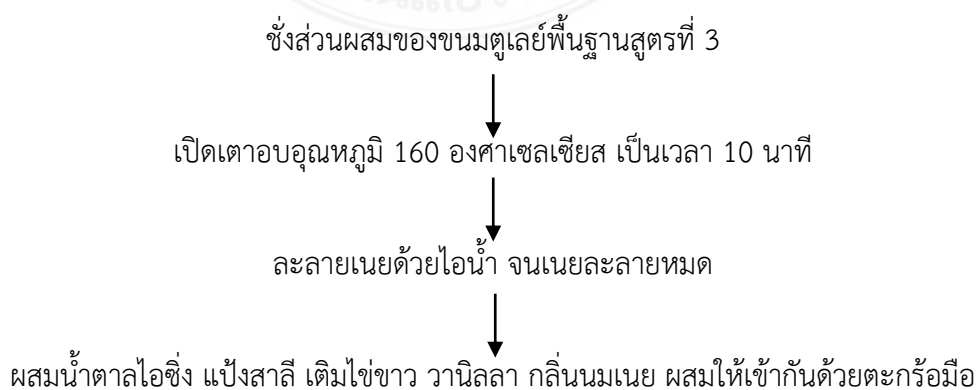 ชั่งส่วนผสมของขนมตูเลย์พื้นฐานสูตรที่ 3
เปิดเตาอบอุณหภูมิ 160 องศาเซลเซียส เป็นเวลา 10 นาที
ละลายเนยด้วยไอน้ำ จนเนยละลายหมด
ผสมน้ำตาลไอซิ่ง แป้งสาลี เติมไข่ขาว วานิลลา กลิ่นนมเนย ผสมให้เข้ากันด้วยตะกร้อมือ